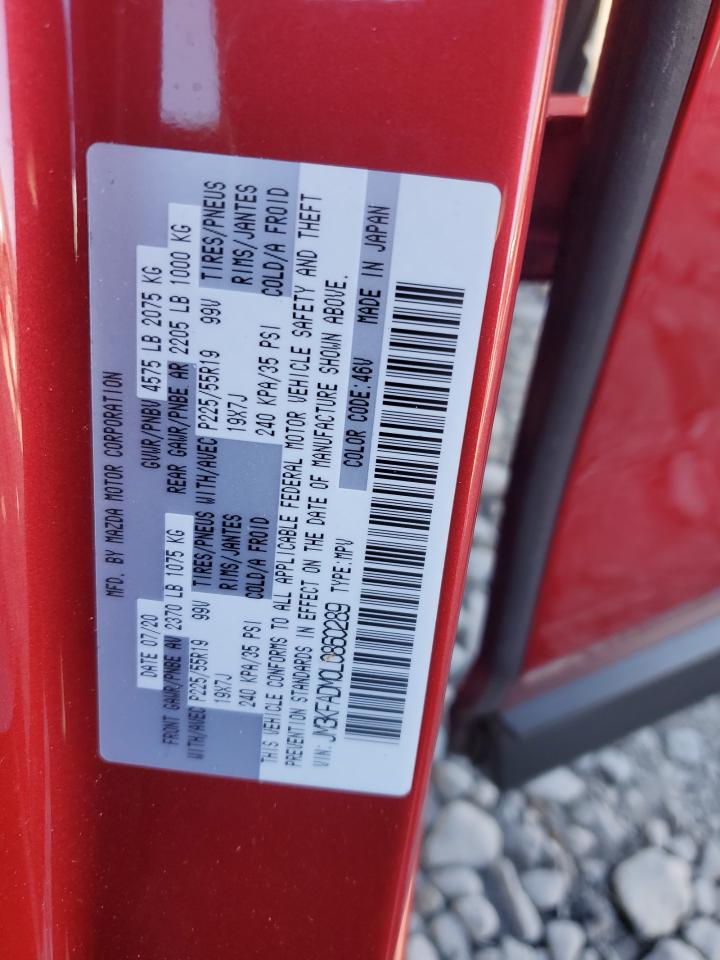 MFD. BY MAZDA MOTOR CORPORATION
DATE 07/20 GVWR/PNBV 4575 LB 2075 KG
FRONT GAWR/PNBE AV 2370 LB 1075 KG REAR GAWR/PNBE AR 2205 LB 1000 KG
WITH/AVEC P225/55R19 99V TIRES/PNEUS WITH/AVEC P225/55R19 99V TIRES/PNEUS
19X7J RIMS/JANTES 19X7J RIMS/JANTES
240 KPA/35 PSI COLD/A FROID 240 KPA/35 PSI COLD/A FROID
THIS VEHICLE CONFORMS TO ALL APPLICABLE FEDERAL MOTOR VEHICLE SAFETY AND THEFT
PREVENTION STANDARDS IN EFFECT ON THE DATE OF MANUFACTURE SHOWN ABOVE.
VIN: JM3KFADM0L0860289 TYPE:MPV COLOR CODE:46V MADE IN JAPAN